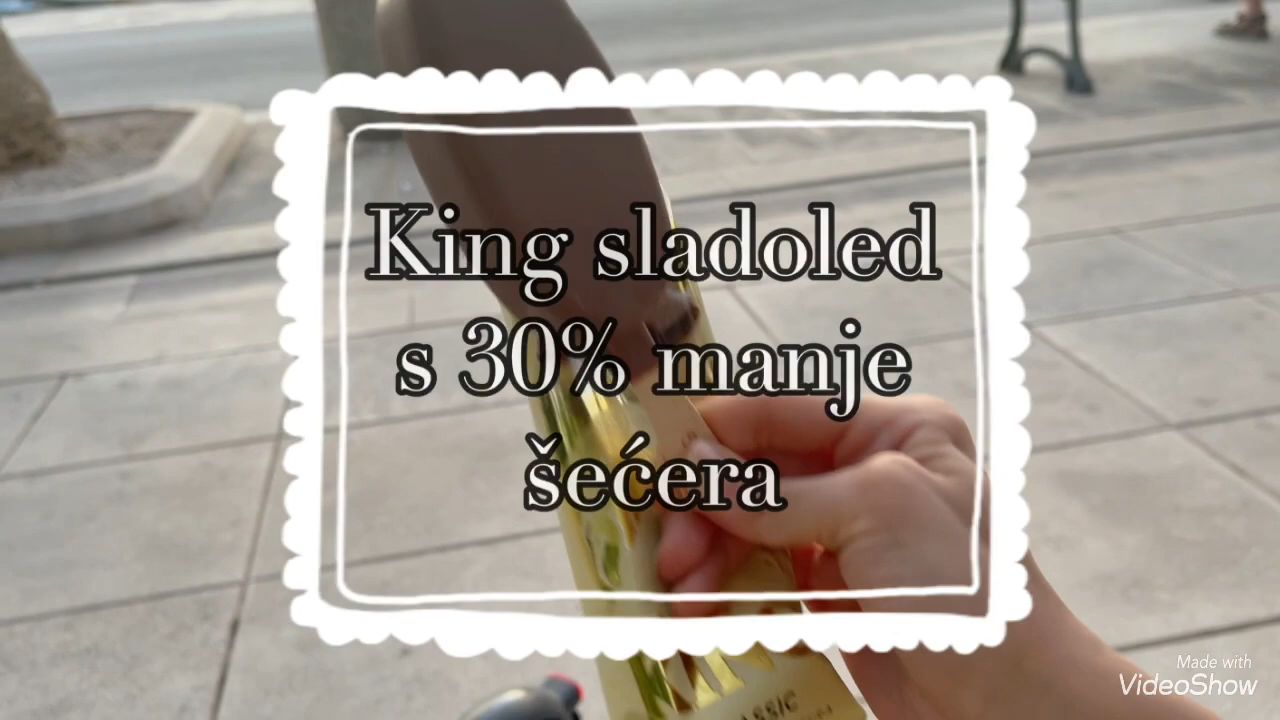 King sladoled
s 30% manje
šećera
Made with
VideoShow